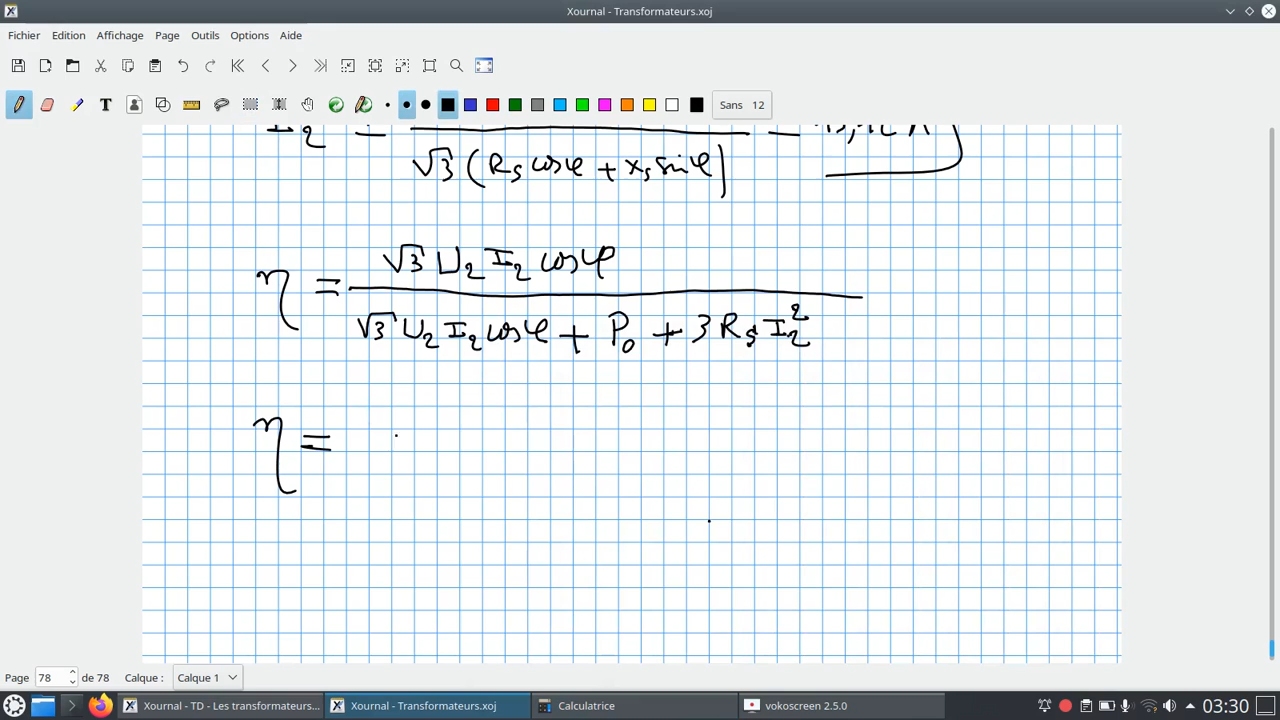 Xournal - Transformateurs.xoj
Fichier Edition Affichage Page Outils Options Aide
Sans 12
√3 (Rs cosφ + Xs sinφ)
η = √3 U₂ I₂ cosφ
√3 U₂ I₂ cosφ + P₀ + 3 Rs I₂²
η =
Page 78 de 78 Calque : Calque 1
Xournal - TD - Les transformateurs... Xournal - Transformateurs.xoj Calculatrice vokoscreen 2.5.0 03:30